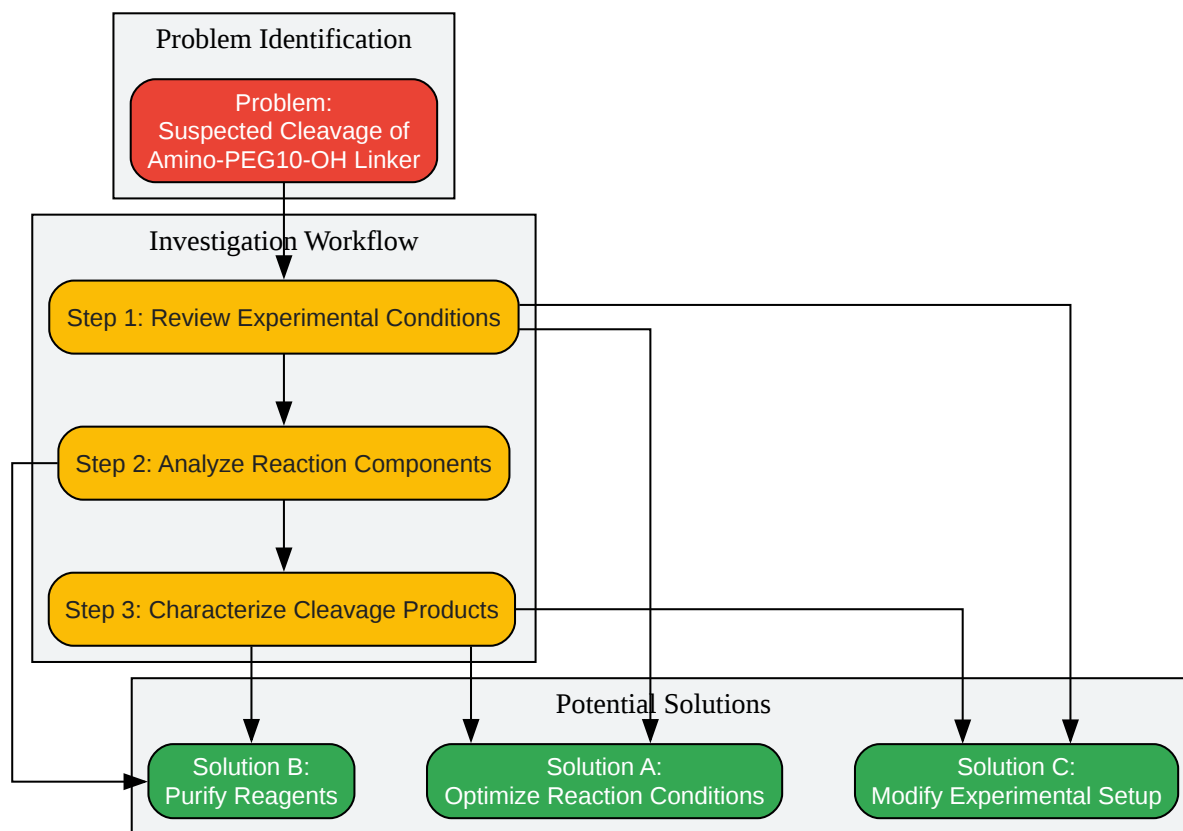 Problem Identification
Problem:
Suspected Cleavage of
Amino-PEG10-OH Linker
Investigation Workflow
Step 1: Review Experimental Conditions
Step 2: Analyze Reaction Components
Step 3: Characterize Cleavage Products
Potential Solutions
Solution B:
Purify Reagents
Solution A:
Optimize Reaction Conditions
Solution C:
Modify Experimental Setup